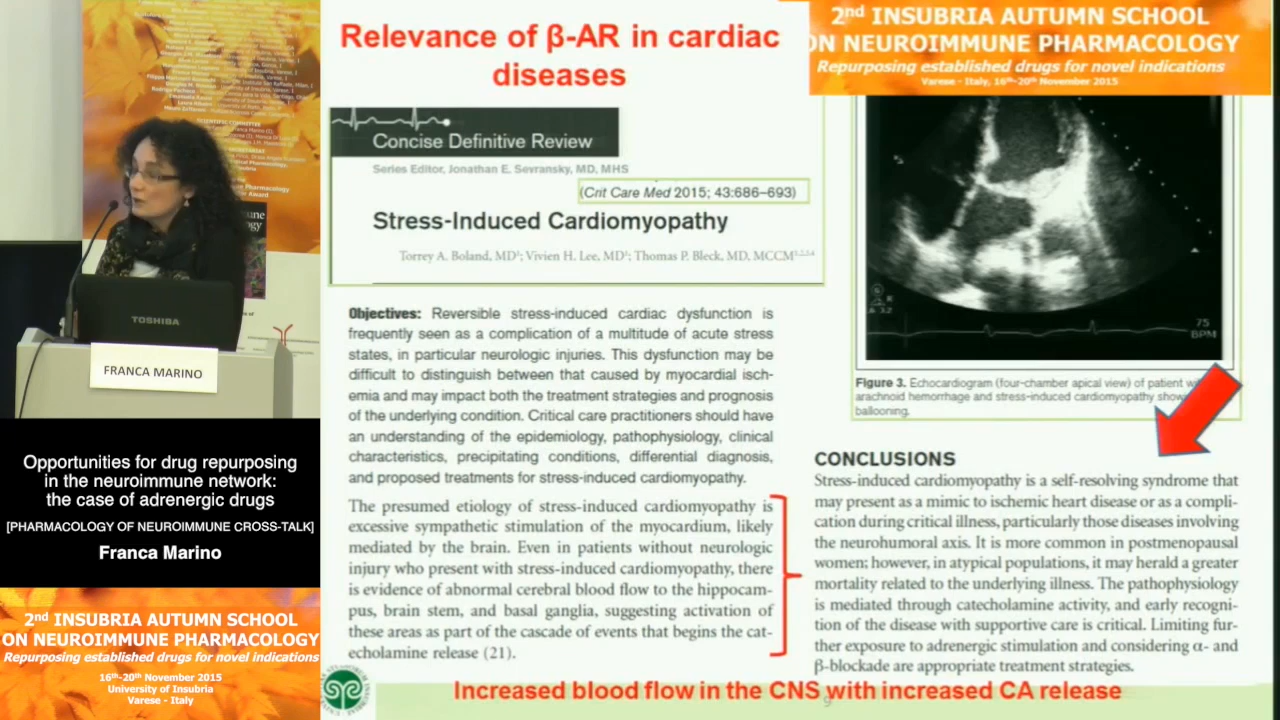 Relevance of β-AR in cardiac
diseases
2nd INSUBRIA AUTUMN SCHOOL
ON NEUROIMMUNE PHARMACOLOGY
Repurposing established drugs for novel indications
Varese - Italy, 16th-20th November 2015
Concise Definitive Review
Series Editor, Jonathan E. Sevransky, MD, MHS
(Crit Care Med 2015; 43:686–693)
Stress-Induced Cardiomyopathy
Torrey A. Boland, MD1; Vivien H. Lee, MD1; Thomas P. Bleck, MD, MCCM1,2,3,4
Objectives: Reversible stress-induced cardiac dysfunction is
frequently seen as a complication of a multitude of acute stress
states, in particular neurologic injuries. This dysfunction may be
difficult to distinguish between that caused by myocardial isch-
emia and may impact both the treatment strategies and prognosis
of the underlying condition. Critical care practitioners should have
an understanding of the epidemiology, pathophysiology, clinical
characteristics, precipitating conditions, differential diagnosis,
and proposed treatments for stress-induced cardiomyopathy.
The presumed etiology of stress-induced cardiomyopathy is
excessive sympathetic stimulation of the myocardium, likely
mediated by the brain. Even in patients without neurologic
injury who present with stress-induced cardiomyopathy, there
is evidence of abnormal cerebral blood flow to the hippocam-
pus, brain stem, and basal ganglia, suggesting activation of
these areas as part of the cascade of events that begins the cat-
echolamine release (21).
75
BPM
Figure 3. Echocardiogram (four-chamber apical view) of patient
arachnoid hemorrhage and stress-induced cardiomyopathy
ballooning.
CONCLUSIONS
Stress-induced cardiomyopathy is a self-resolving syndrome that
may present as a mimic to ischemic heart disease or as a compli-
cation during critical illness, particularly those diseases involving
the neurohumoral axis. It is more common in postmenopausal
women; however, in atypical populations, it may herald a greater
mortality related to the underlying illness. The pathophysiology
is mediated through catecholamine activity, and early recogni-
tion of the disease with supportive care is critical. Limiting fur-
ther exposure to adrenergic stimulation and considering α- and
β-blockade are appropriate treatment strategies.
Increased blood flow in the CNS with increased CA release
9
TOSHIBA
FRANCA MARINO
Opportunities for drug repurposing
in the neuroimmune network:
the case of adrenergic drugs
[PHARMACOLOGY OF NEUROIMMUNE CROSS-TALK]
Franca Marino
2nd INSUBRIA AUTUMN SCHOOL
ON NEUROIMMUNE PHARMACOLOGY
Repurposing established drugs for novel indications
16th-20th November 2015
University of Insubria
Varese - Italy